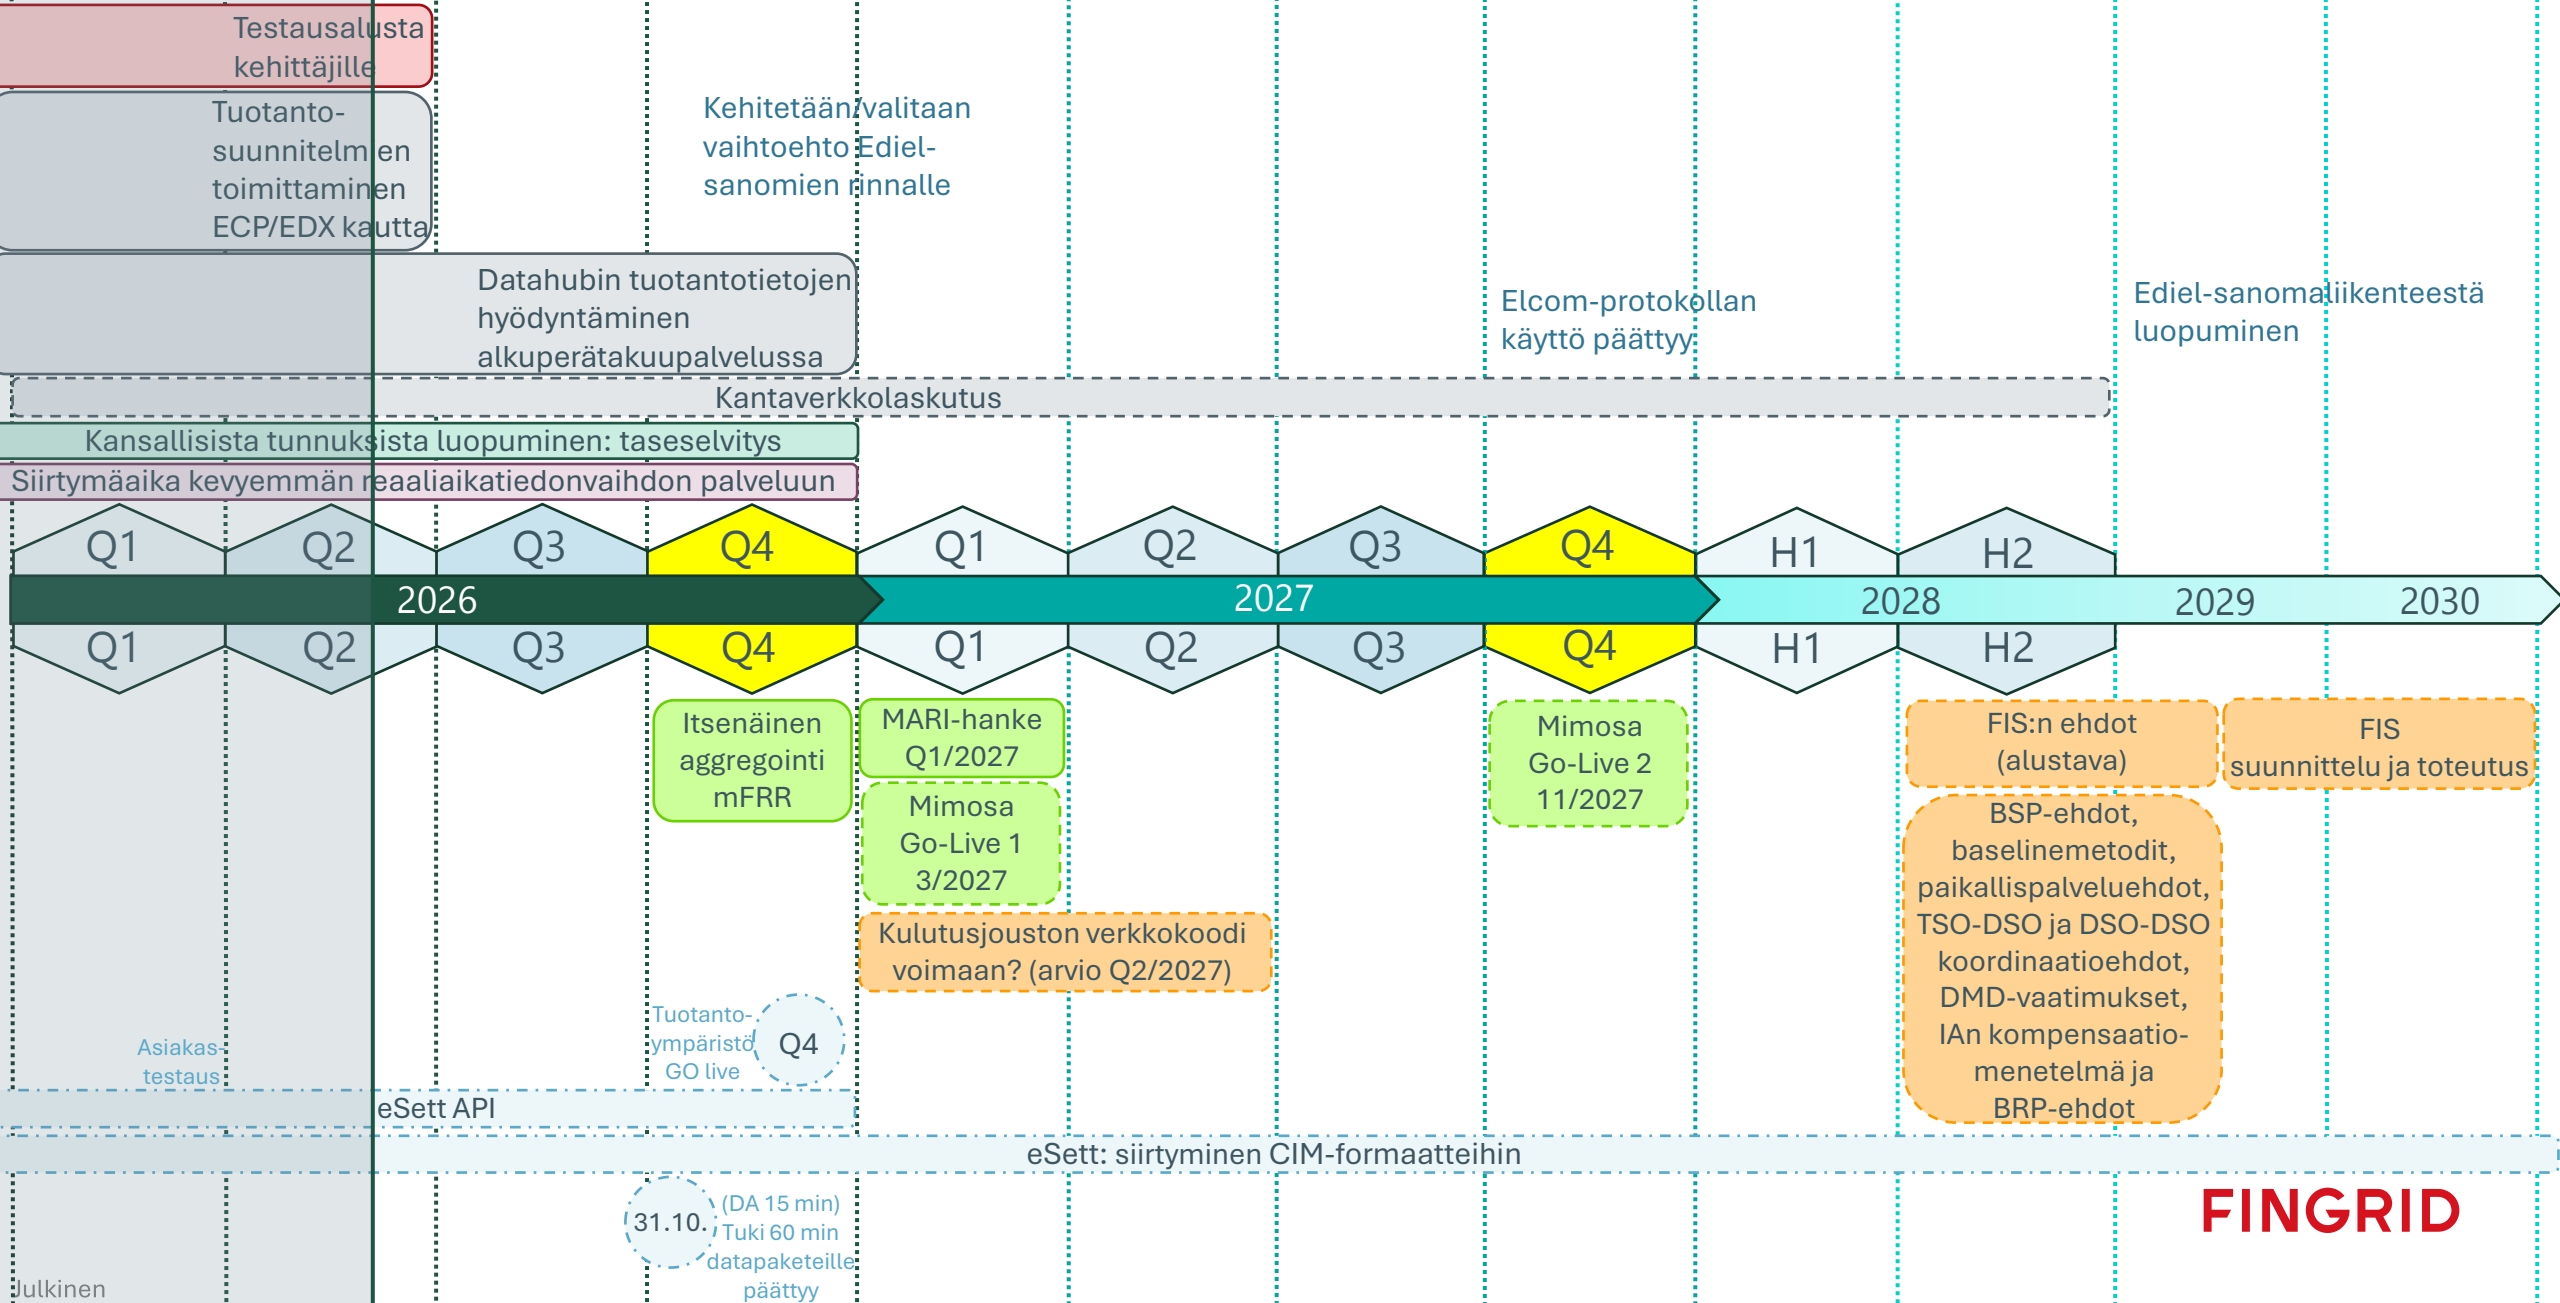 Testausalusta
kehittäjille
Tuotanto-
suunnitelmien
toimittaminen
ECP/EDX kautta
Kehitetään/valitaan
vaihtoehto Ediel-
sanomien rinnalle
Datahubin tuotantotietojen
hyödyntäminen
alkuperätakuupalvelussa
Elcom-protokollan
käyttö päättyy
Ediel-sanomaliikenteestä
luopuminen
Kantaverkkolaskutus
Kansallisista tunnuksista luopuminen: taseselvitys
Siirtymäaika kevyemmän reaaliaikatiedonvaihdon palveluun
Q1 Q2 Q3 Q4 Q1 Q2 Q3 Q4 H1 H2
2026 2027 2028 2029 2030
Q1 Q2 Q3 Q4 Q1 Q2 Q3 Q4 H1 H2
Itsenäinen
aggregointi
mFRR
MARI-hanke
Q1/2027
Mimosa
Go-Live 1
3/2027
Kulutusjouston verkkokoodi
voimaan? (arvio Q2/2027)
Mimosa
Go-Live 2
11/2027
FIS:n ehdot
(alustava)
FIS
suunnittelu ja toteutus
BSP-ehdot,
baselinemetodit,
paikallispalveluehdot,
TSO-DSO ja DSO-DSO
koordinaatioehdot,
DMD-vaatimukset,
IAn kompensaatio-
menetelmä ja
BRP-ehdot
Asiakas-
testaus
Tuotanto-
ympäristö
GO live
Q4
eSett API
eSett: siirtyminen CIM-formaatteihin
31.10.
(DA 15 min)
Tuki 60 min
datapaketeille
päättyy
FINGRID
Julkinen